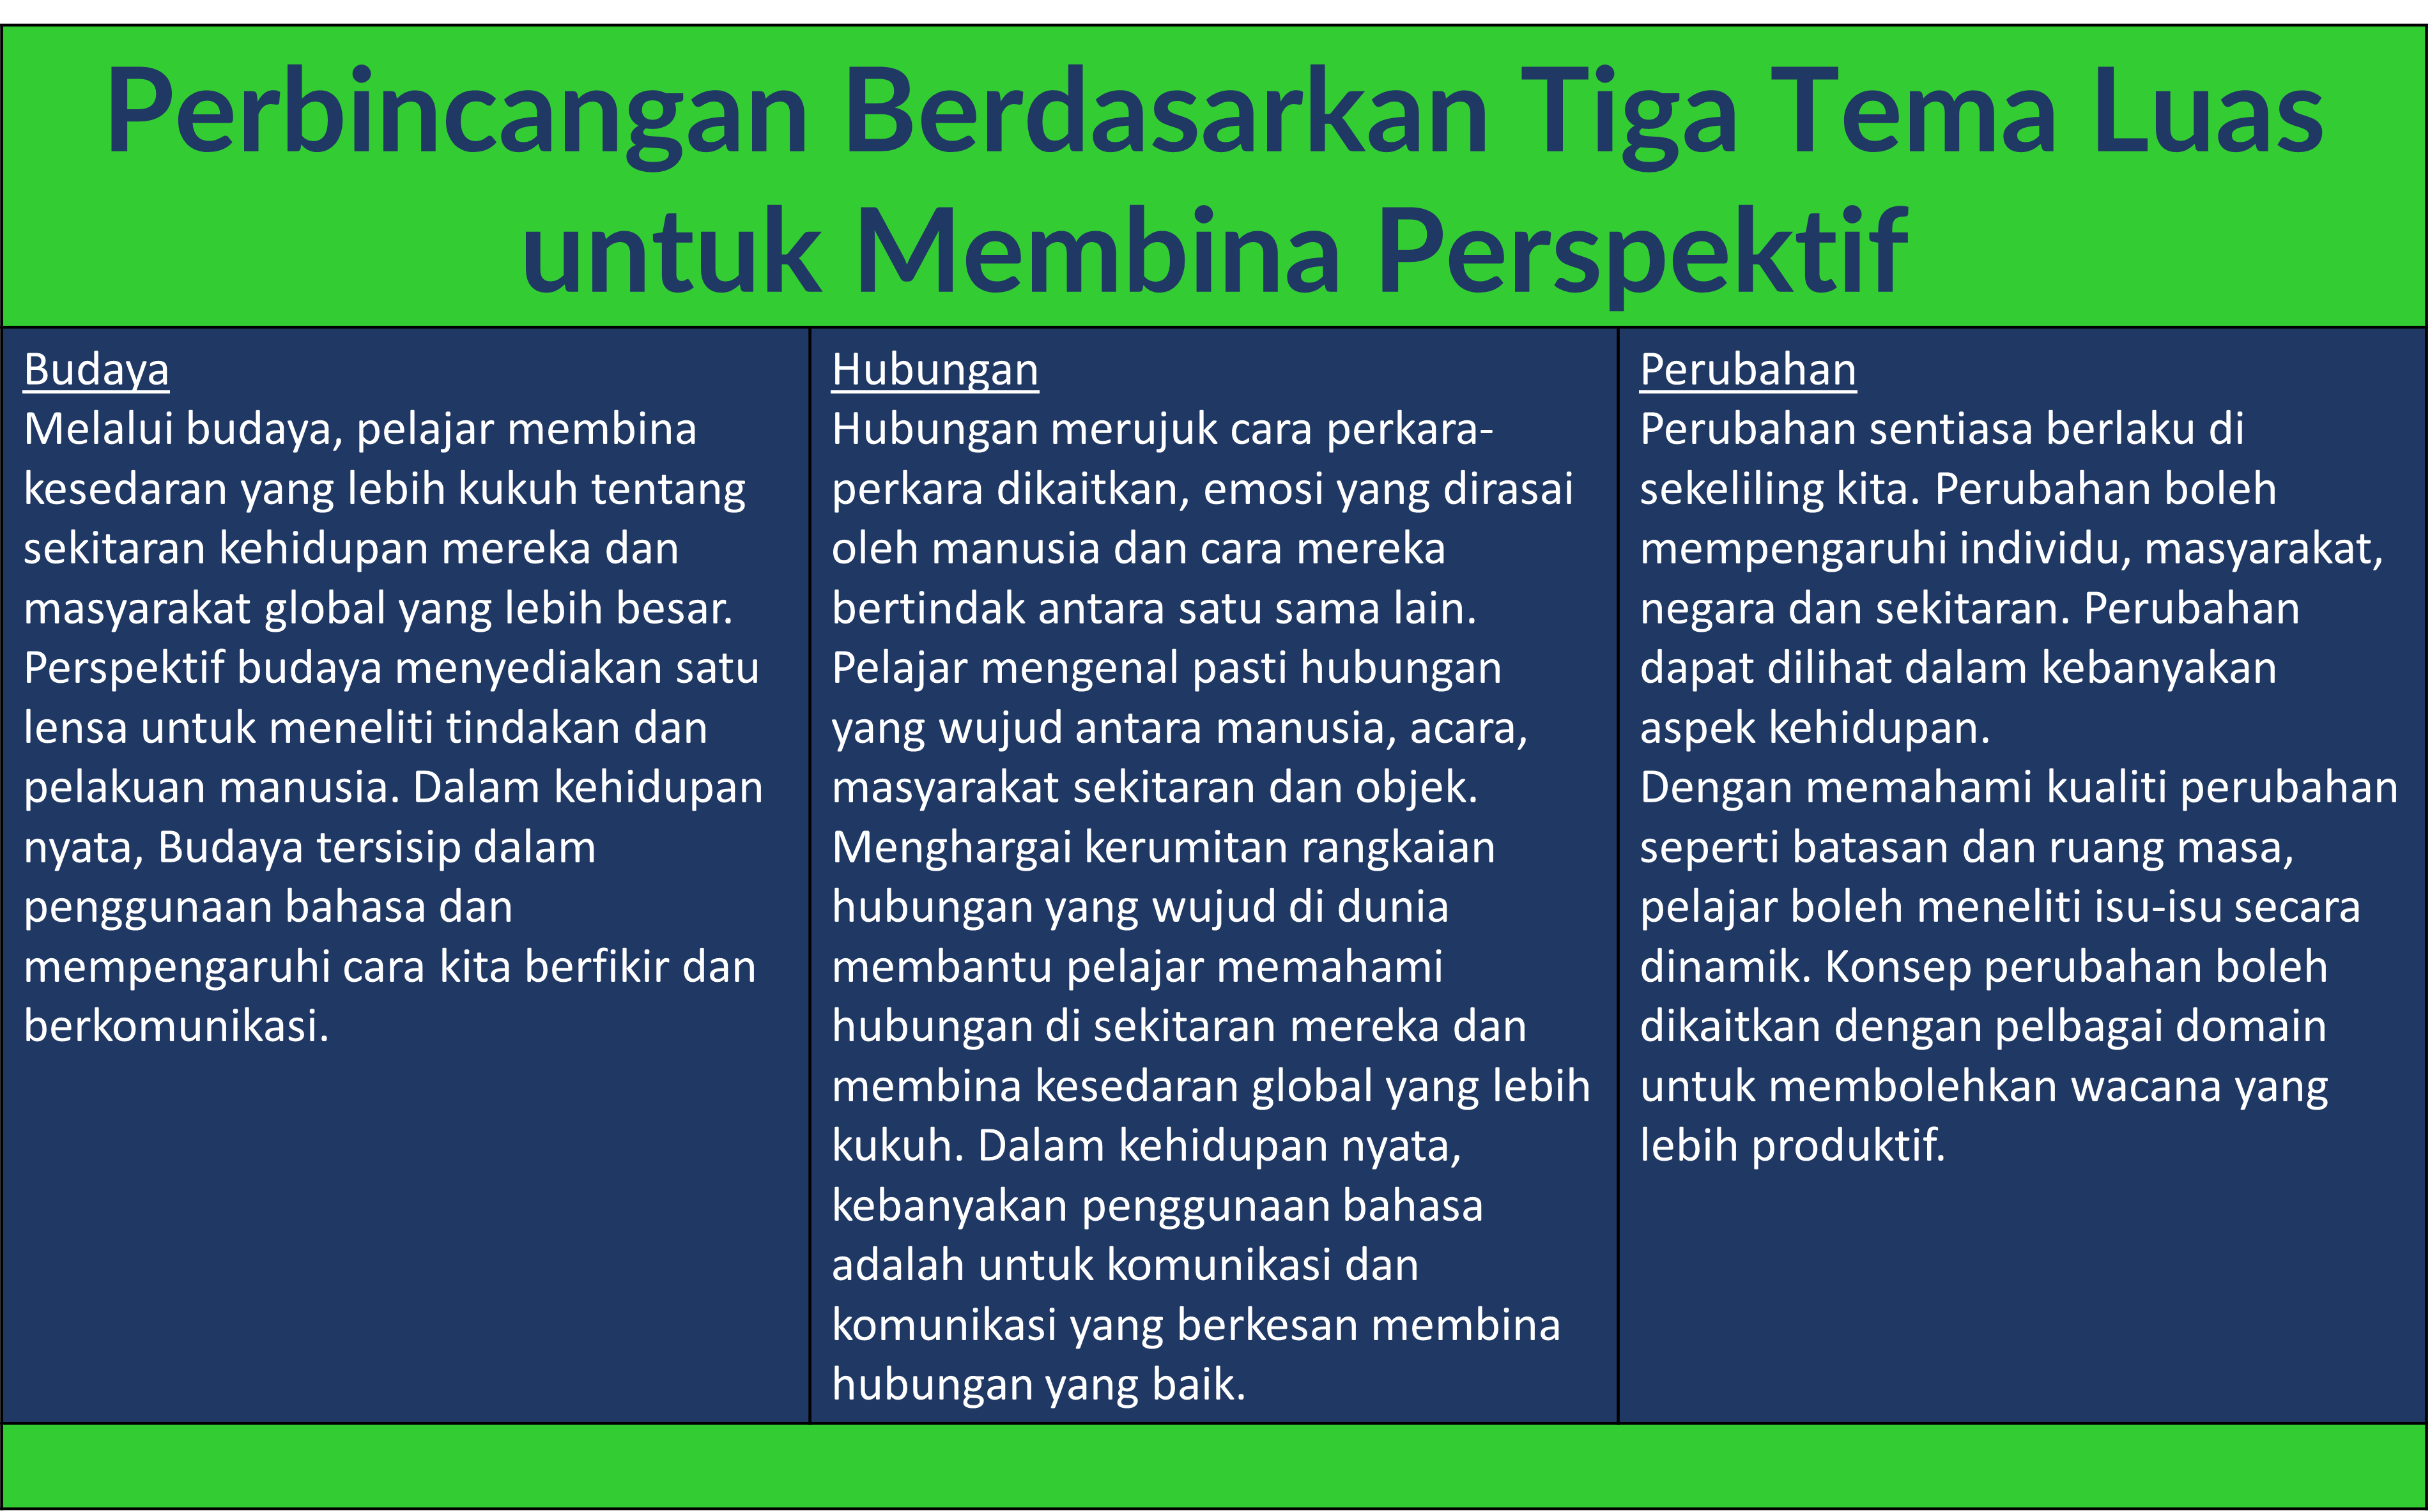 Perbincangan Berdasarkan Tiga Tema Luas
untuk Membina Perspektif
Budaya
Melalui budaya, pelajar membina
kesedaran yang lebih kukuh tentang
sekitaran kehidupan mereka dan
masyarakat global yang lebih besar.
Perspektif budaya menyediakan satu
lensa untuk meneliti tindakan dan
pelakuan manusia. Dalam kehidupan
nyata, Budaya tersisip dalam
penggunaan bahasa dan
mempengaruhi cara kita berfikir dan
berkomunikasi.
Hubungan
Hubungan merujuk cara perkara-
perkara dikaitkan, emosi yang dirasai
oleh manusia dan cara mereka
bertindak antara satu sama lain.
Pelajar mengenal pasti hubungan
yang wujud antara manusia, acara,
masyarakat sekitaran dan objek.
Menghargai kerumitan rangkaian
hubungan yang wujud di dunia
membantu pelajar memahami
hubungan di sekitaran mereka dan
membina kesedaran global yang lebih
kukuh. Dalam kehidupan nyata,
kebanyakan penggunaan bahasa
adalah untuk komunikasi dan
komunikasi yang berkesan membina
hubungan yang baik.
Perubahan
Perubahan sentiasa berlaku di
sekeliling kita. Perubahan boleh
mempengaruhi individu, masyarakat,
negara dan sekitaran. Perubahan
dapat dilihat dalam kebanyakan
aspek kehidupan.
Dengan memahami kualiti perubahan
seperti batasan dan ruang masa,
pelajar boleh meneliti isu-isu secara
dinamik. Konsep perubahan boleh
dikaitkan dengan pelbagai domain
untuk membolehkan wacana yang
lebih produktif.